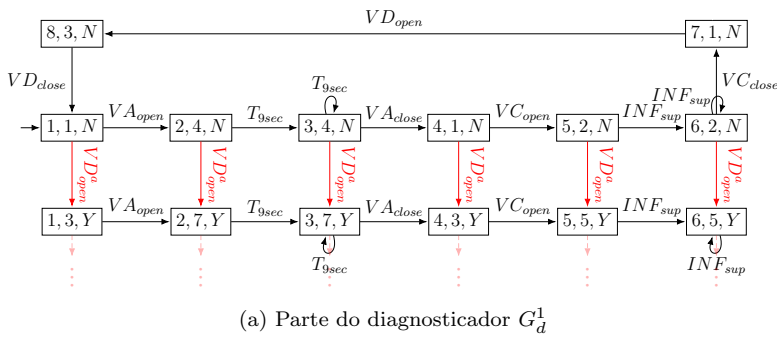 VD_open
8, 3, N 7, 1, N
VD_close VC_close
T_9sec INF_sup
VA_open T_9sec VA_close VC_open INF_sup
1, 1, N 2, 4, N 3, 4, N 4, 1, N 5, 2, N 6, 2, N
VD^a_open VD^a_open VD^a_open VD^a_open VD^a_open VD^a_open
VA_open T_9sec VA_close VC_open INF_sup
1, 3, Y 2, 7, Y 3, 7, Y 4, 3, Y 5, 5, Y 6, 5, Y
T_9sec INF_sup
(a) Parte do diagnosticador G^1_d